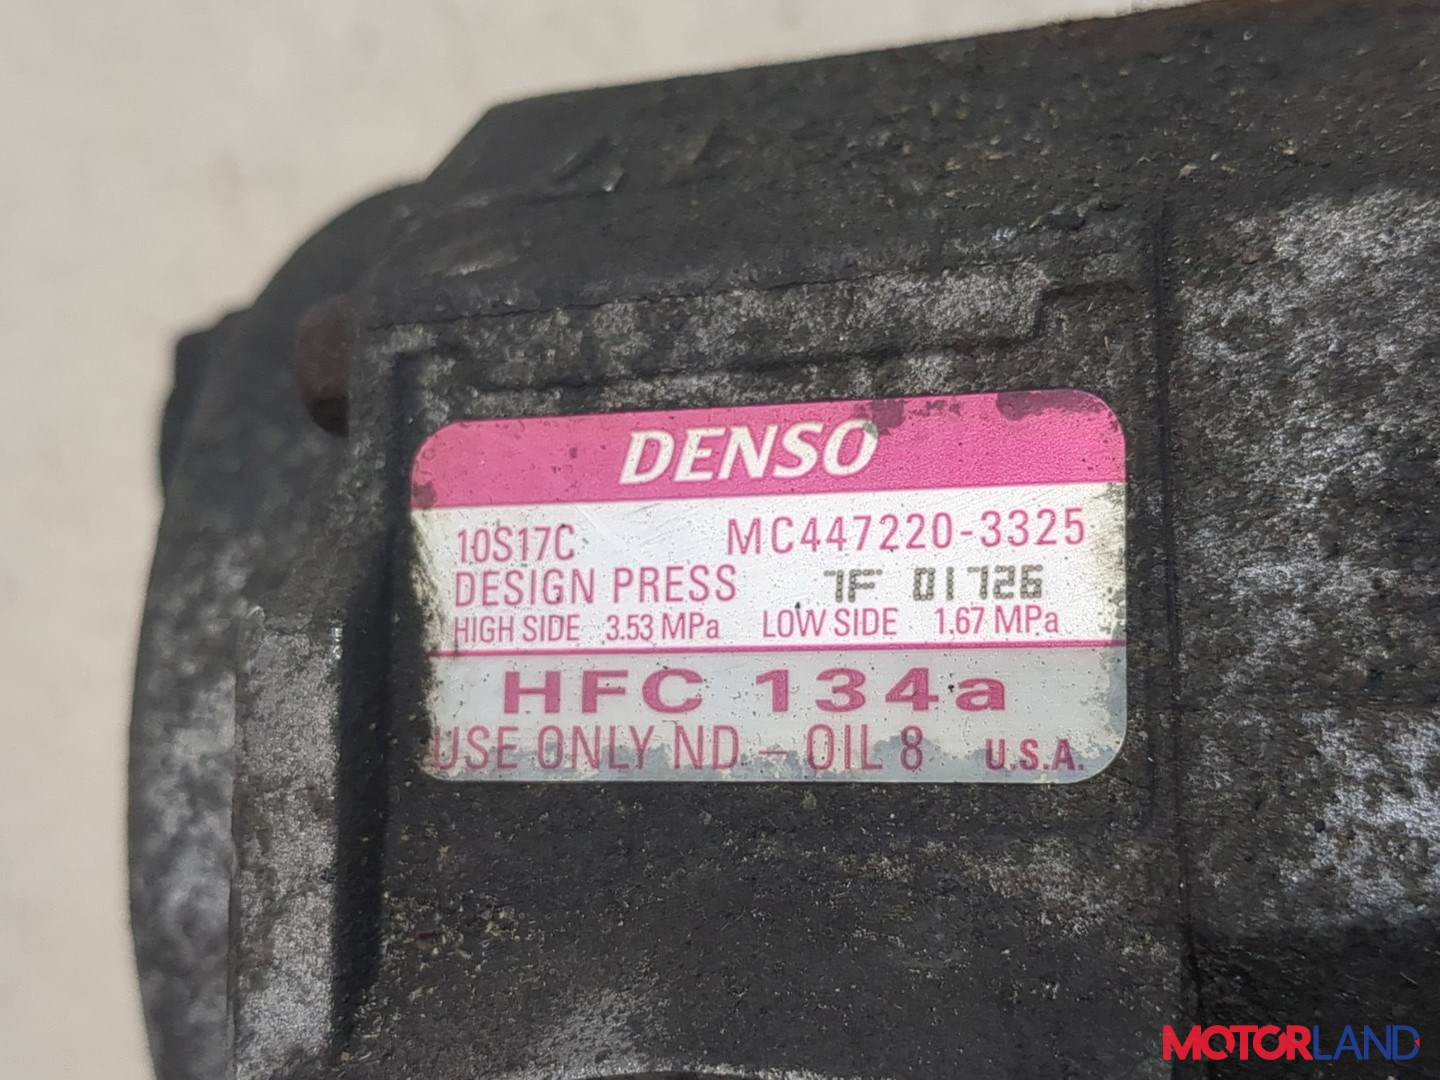 DENSO
10S17C MC447220-3325
DESIGN PRESS 7F 01726
HIGH SIDE 3.53 MPa LOW SIDE 1.67 MPa
HFC 134a
USE ONLY ND - OIL 8 U.S.A.
MOTORLAND